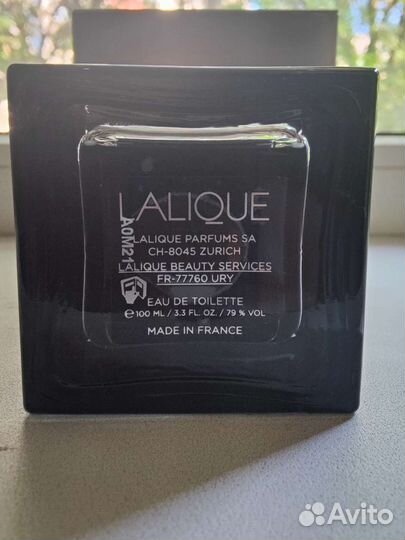 LALIQUE
A0M21
LALIQUE PARFUMS SA
CH-8045 ZURICH
LALIQUE BEAUTY SERVICES
FR-77760 URY
EAU DE TOILETTE
℮ 100 ML / 3.3 FL. OZ. / 79 % VOL
MADE IN FRANCE
Avito